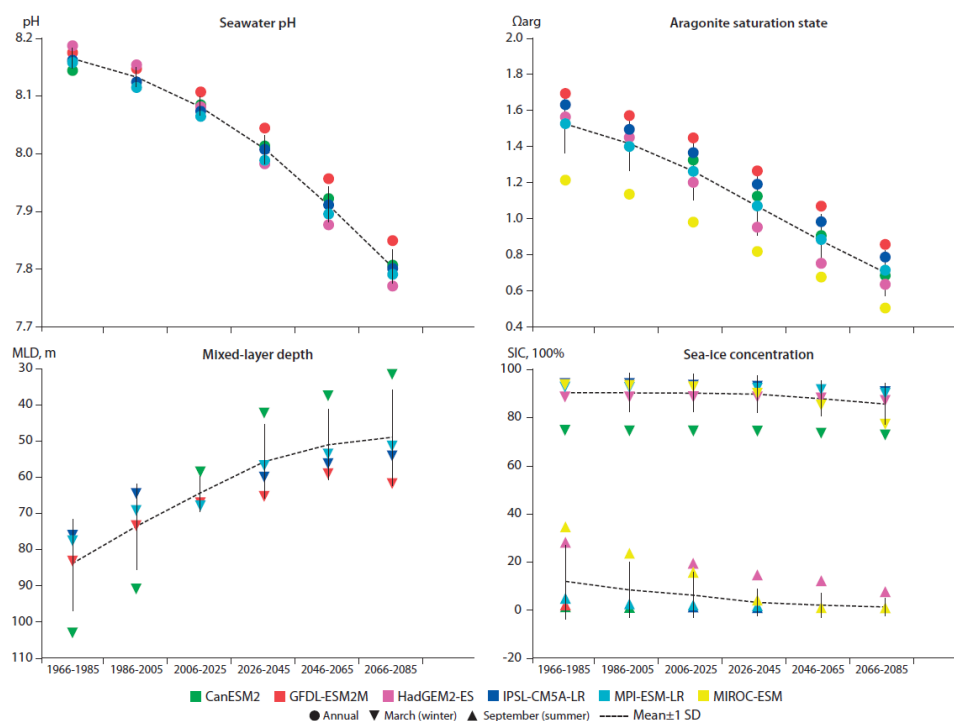 pH
Seawater pH
8.2
8.1
8.0
7.9
7.8
7.7
Ωarg
Aragonite saturation state
2.0
1.8
1.6
1.4
1.2
1.0
0.8
0.6
0.4
MLD, m
Mixed-layer depth
30
40
50
60
70
80
90
100
110
1966-1985 1986-2005 2006-2025 2026-2045 2046-2065 2066-2085
SIC, 100%
Sea-ice concentration
100
80
60
40
20
0
-20
1966-1985 1986-2005 2006-2025 2026-2045 2046-2065 2066-2085
CanESM2 GFDL-ESM2M HadGEM2-ES IPSL-CM5A-LR MPI-ESM-LR MIROC-ESM
Annual March (winter) September (summer) Mean±1 SD